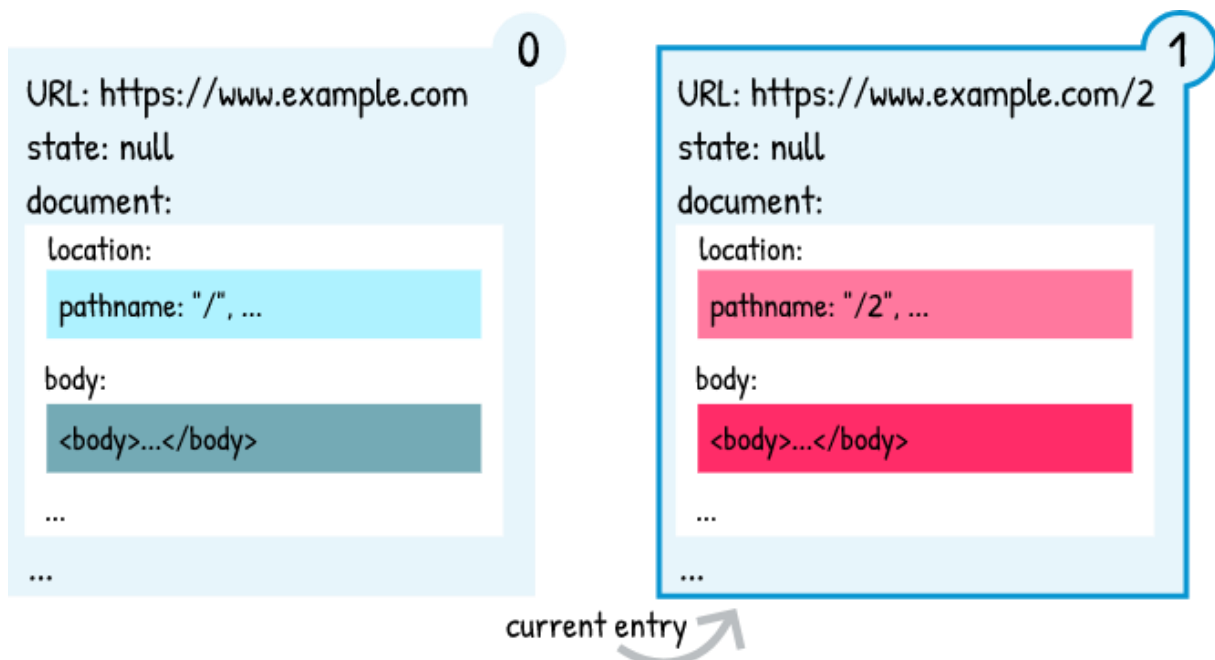 0
URL: https://www.example.com
state: null
document:
location:
pathname: "/", ...
body:
<body>...</body>
...
...
1
URL: https://www.example.com/2
state: null
document:
location:
pathname: "/2", ...
body:
<body>...</body>
...
...
current entry